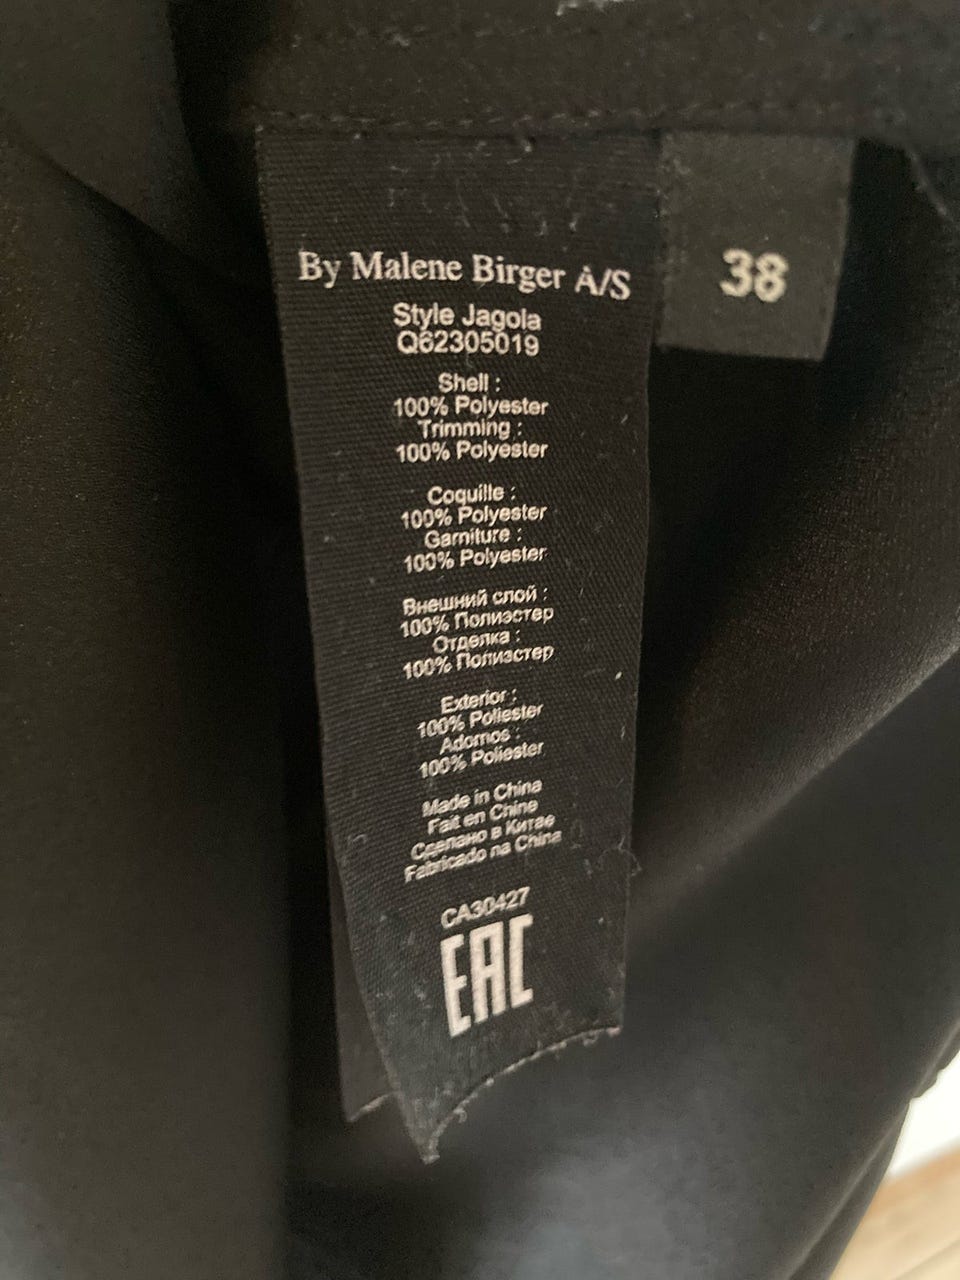 By Malene Birger A/S
38
Style Jagola
Q62305019
Shell :
100% Polyester
Trimming :
100% Polyester
Coquille :
100% Polyester
Garniture :
100% Polyester
Внешний слой :
100% Полиэстер
Отделка :
100% Полиэстер
Exterior :
100% Poliester
Adornos :
100% Poliester
Made in China
Fait en Chine
Сделано в Китае
Fabricado na China
CA30427
EAC